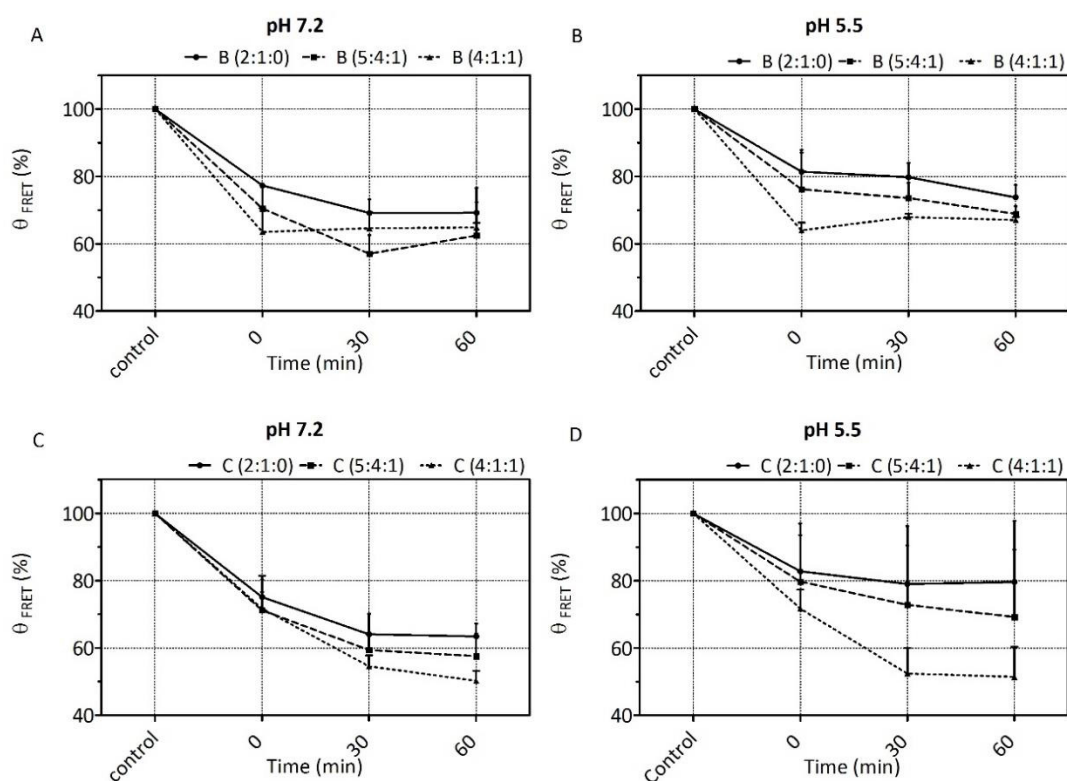 A
pH 7.2
B (2:1:0) B (5:4:1) B (4:1:1)
100
80
60
40
θ FRET (%)
control 0 30 60
Time (min)
B
pH 5.5
B (2:1:0) B (5:4:1) B (4:1:1)
100
80
60
40
θ FRET (%)
control 0 30 60
Time (min)
C
pH 7.2
C (2:1:0) C (5:4:1) C (4:1:1)
100
80
60
40
θ FRET (%)
control 0 30 60
Time (min)
D
pH 5.5
C (2:1:0) C (5:4:1) C (4:1:1)
100
80
60
40
θ FRET (%)
Control 0 30 60
Time (min)